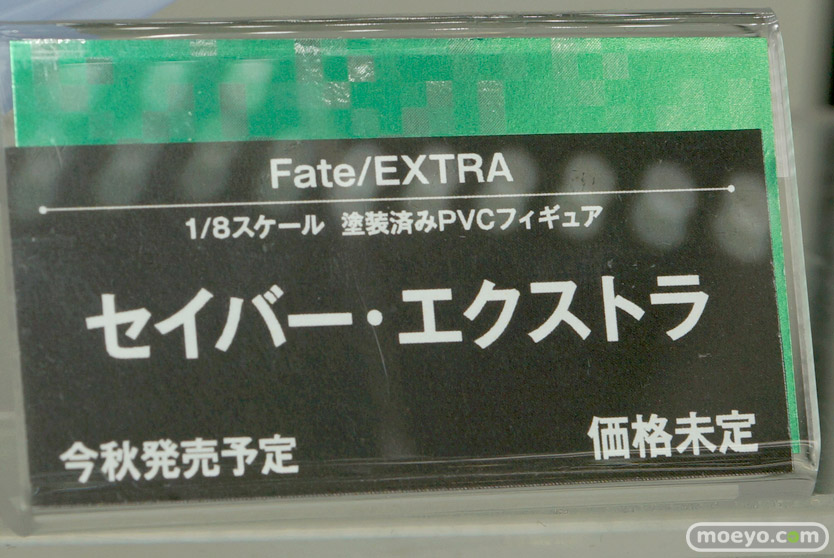 Fate/EXTRA
1/8スケール 塗装済みPVCフィギュア
セイバー・エクストラ
今秋発売予定
価格未定
moeyo.com